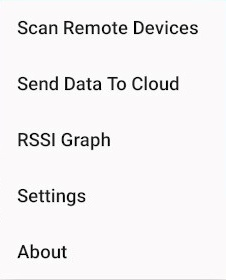 Scan Remote Devices
Send Data To Cloud
RSSI Graph
Settings
About